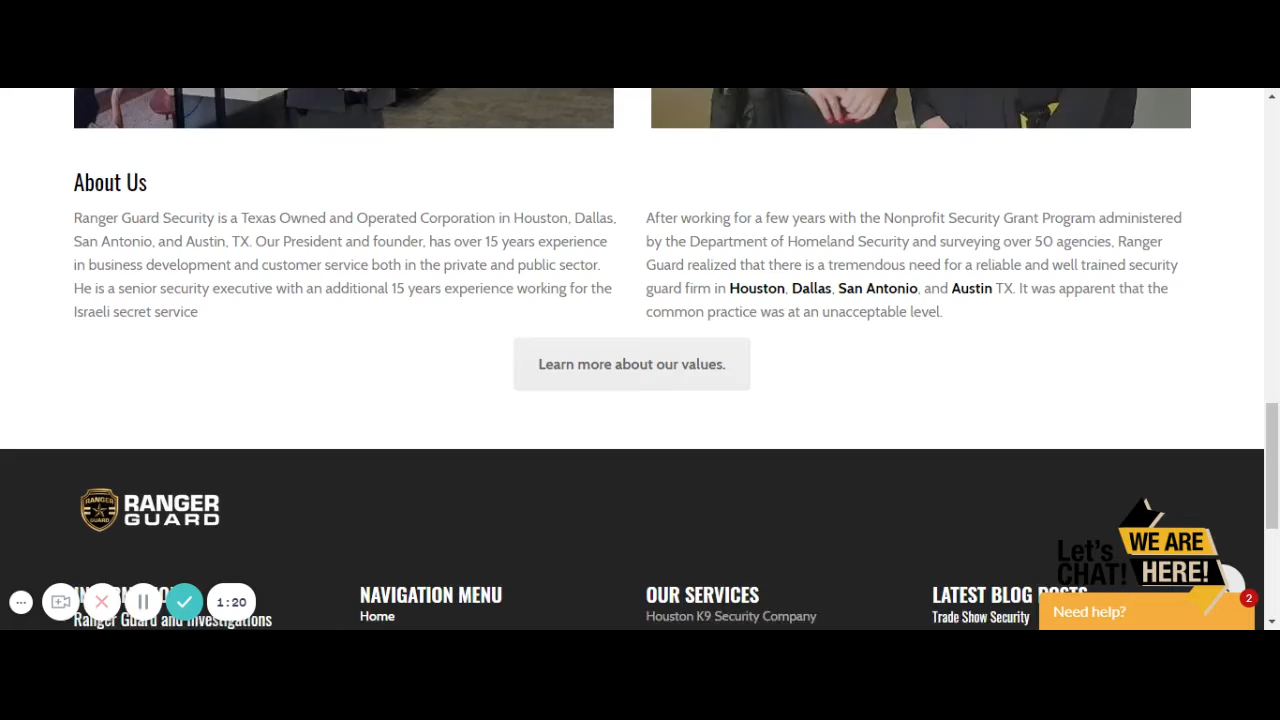 About Us
Ranger Guard Security is a Texas Owned and Operated Corporation in Houston, Dallas,
San Antonio, and Austin, TX. Our President and founder, has over 15 years experience
in business development and customer service both in the private and public sector.
He is a senior security executive with an additional 15 years experience working for the
Israeli secret service
After working for a few years with the Nonprofit Security Grant Program administered
by the Department of Homeland Security and surveying over 50 agencies, Ranger
Guard realized that there is a tremendous need for a reliable and well trained security
guard firm in Houston, Dallas, San Antonio, and Austin TX. It was apparent that the
common practice was at an unacceptable level.
Learn more about our values.
RANGER
GUARD
RANGER
GUARD
Let's
CHAT!
WE ARE
HERE!
NAVIGATION MENU
Home
OUR SERVICES
Houston K9 Security Company
LATEST BLOG POSTS
Trade Show Security
Need help?
2
1:20
Ranger Guard and Investigations